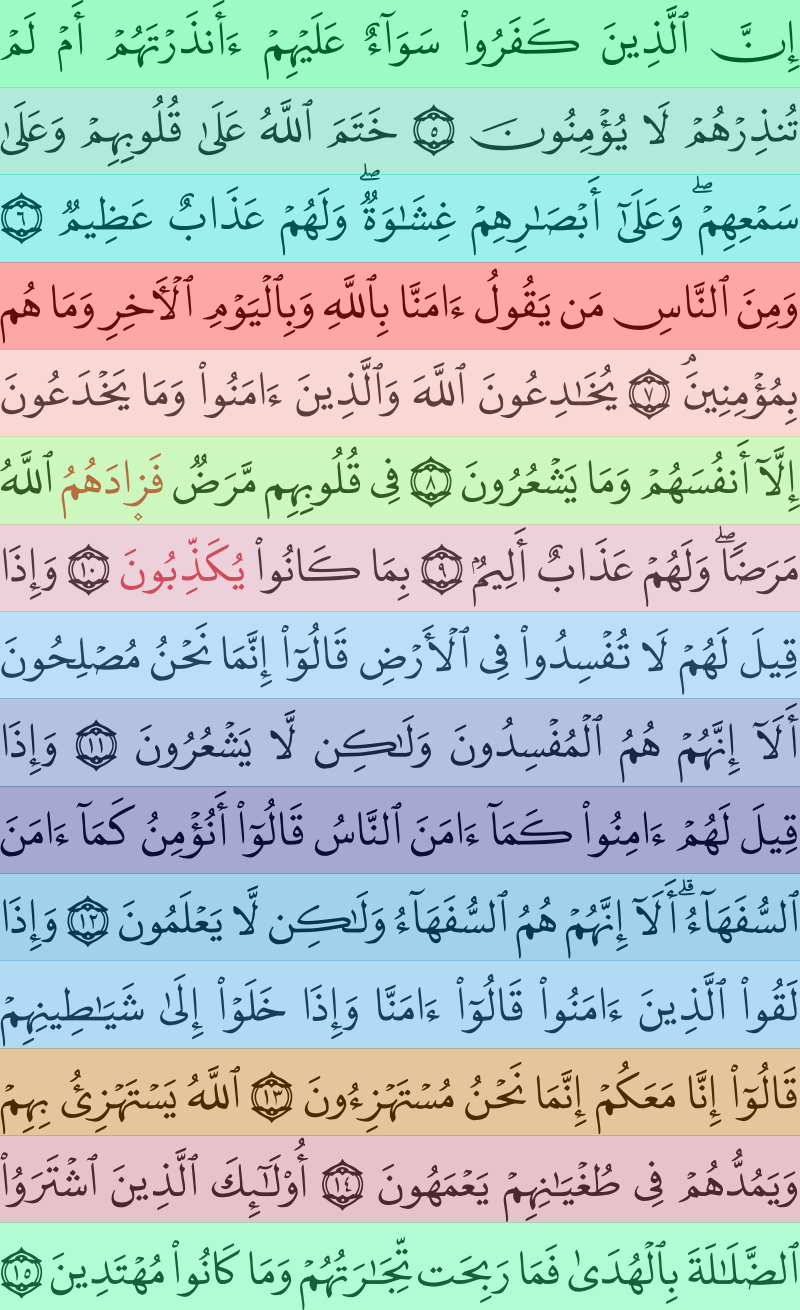 إِنَّ ٱلَّذِينَ كَفَرُواْ سَوَآءٌ عَلَيۡهِمۡ ءَأَنذَرۡتَهُمۡ أَمۡ لَمۡ
تُنذِرۡهُمۡ لَا يُؤۡمِنُونَ ٥ خَتَمَ ٱللَّهُ عَلَىٰ قُلُوبِهِمۡ وَعَلَىٰ
سَمۡعِهِمۡۖ وَعَلَىٰٓ أَبۡصَٰرِهِمۡ غِشَٰوَةٞۖ وَلَهُمۡ عَذَابٌ عَظِيمٞ ٦
وَمِنَ ٱلنَّاسِ مَن يَقُولُ ءَامَنَّا بِٱللَّهِ وَبِٱلۡيَوۡمِ ٱلۡأٓخِرِ وَمَا هُم
بِمُؤۡمِنِينَۘ ٧ يُخَٰدِعُونَ ٱللَّهَ وَٱلَّذِينَ ءَامَنُواْ وَمَا يَخۡدَعُونَ
إِلَّآ أَنفُسَهُمۡ وَمَا يَشۡعُرُونَ ٨ فِي قُلُوبِهِم مَّرَضٞ فَزِادَهُمُ ٱللَّهُ
مَرَضٗاۖ وَلَهُمۡ عَذَابٌ أَلِيمُۢ ٩ بِمَا كَانُواْ يُكَذِّبُونَ ١٠ وَإِذَا
قِيلَ لَهُمۡ لَا تُفۡسِدُواْ فِي ٱلۡأَرۡضِ قَالُوٓاْ إِنَّمَا نَحۡنُ مُصۡلِحُونَ
أَلَآ إِنَّهُمۡ هُمُ ٱلۡمُفۡسِدُونَ وَلَٰكِن لَّا يَشۡعُرُونَ ١١ وَإِذَا
قِيلَ لَهُمۡ ءَامِنُواْ كَمَآ ءَامَنَ ٱلنَّاسُ قَالُوٓاْ أَنُؤۡمِنُ كَمَآ ءَامَنَ
ٱلسُّفَهَآءُۗ أَلَآ إِنَّهُمۡ هُمُ ٱلسُّفَهَآءُ وَلَٰكِن لَّا يَعۡلَمُونَ ١٢ وَإِذَا
لَقُواْ ٱلَّذِينَ ءَامَنُواْ قَالُوٓاْ ءَامَنَّا وَإِذَا خَلَوۡاْ إِلَىٰ شَيَٰطِينِهِمۡ
قَالُوٓاْ إِنَّا مَعَكُمۡ إِنَّمَا نَحۡنُ مُسۡتَهۡزِءُونَ ١٣ ٱللَّهُ يَسۡتَهۡزِئُ بِهِمۡ
وَيَمُدُّهُمۡ فِي طُغۡيَٰنِهِمۡ يَعۡمَهُونَ ١٤ أُوْلَٰٓئِكَ ٱلَّذِينَ ٱشۡتَرَوُاْ
ٱلضَّلَٰلَةَ بِٱلۡهُدَىٰ فَمَا رَبِحَت تِّجَٰرَتُهُمۡ وَمَا كَانُواْ مُهۡتَدِينَ ١٥